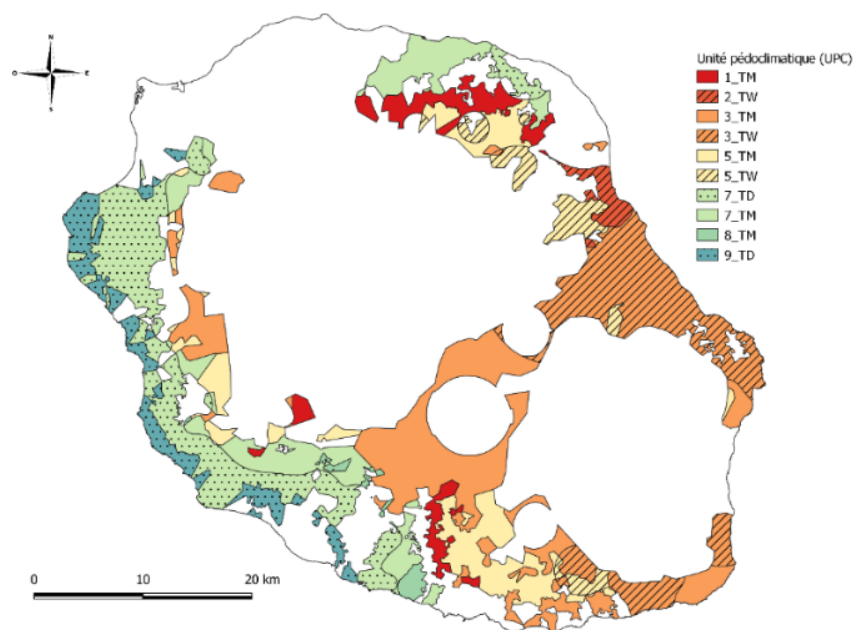 N
O
E
S
Unité pédoclimatique (UPC)
1_TM
2_TW
3_TM
3_TW
5_TM
5_TW
7_TD
7_TM
8_TM
9_TD
0 10 20 km